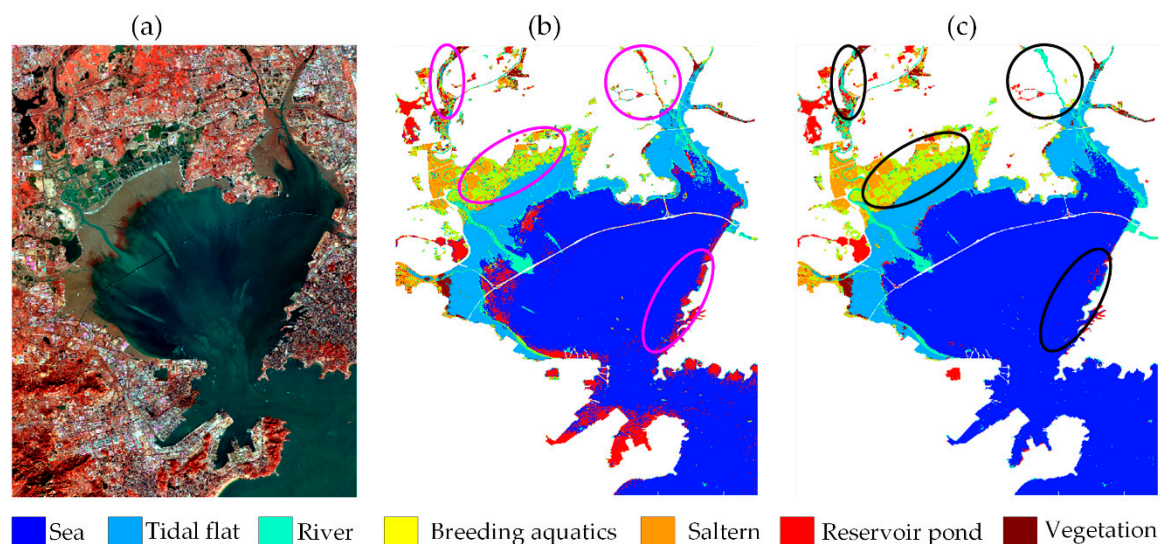 (a) (b) (c)
Sea Tidal flat River Breeding aquatics Saltern Reservoir pond Vegetation